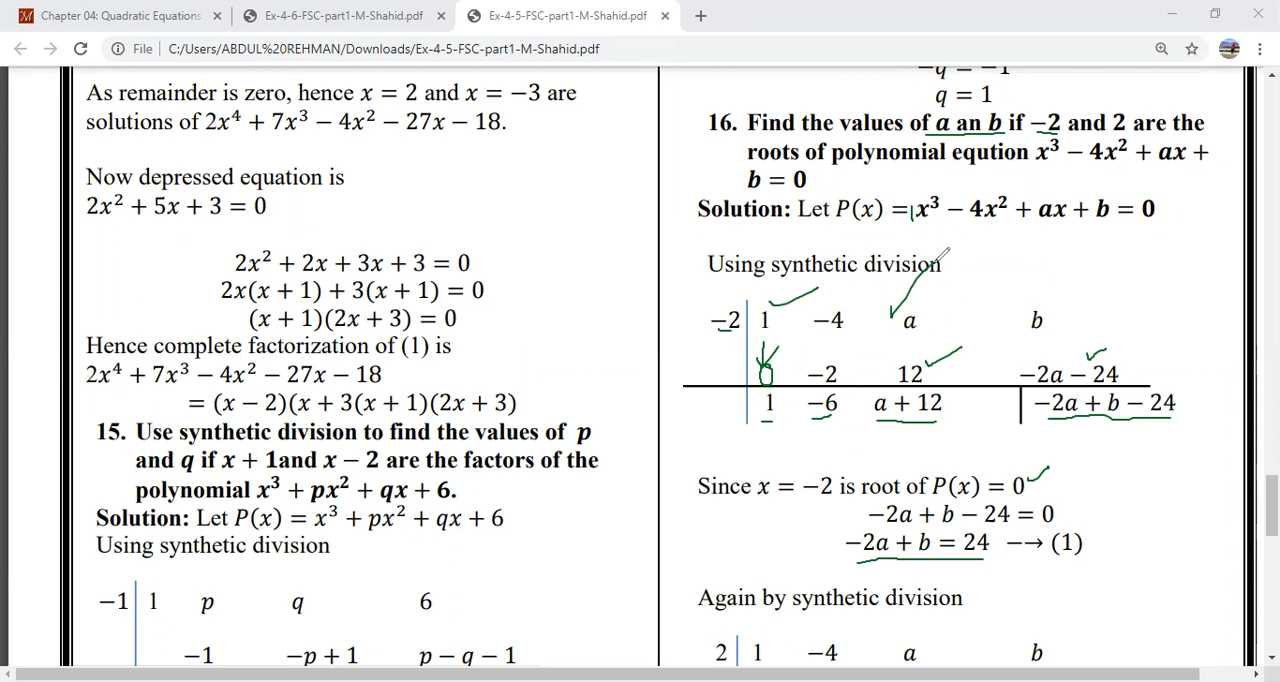 Chapter 04: Quadratic Equations
Ex-4-6-FSC-part1-M-Shahid.pdf
Ex-4-5-FSC-part1-M-Shahid.pdf
File | C:/Users/ABDUL%20REHMAN/Downloads/Ex-4-5-FSC-part1-M-Shahid.pdf
As remainder is zero, hence x = 2 and x = −3 are
solutions of 2x⁴ + 7x³ − 4x² − 27x − 18.
Now depressed equation is
2x² + 5x + 3 = 0
2x² + 2x + 3x + 3 = 0
2x(x + 1) + 3(x + 1) = 0
(x + 1)(2x + 3) = 0
Hence complete factorization of (1) is
2x⁴ + 7x³ − 4x² − 27x − 18
= (x − 2)(x + 3(x + 1)(2x + 3)
15. Use synthetic division to find the values of p
and q if x + 1and x − 2 are the factors of the
polynomial x³ + px² + qx + 6.
Solution: Let P(x) = x³ + px² + qx + 6
Using synthetic division
−1 1 p q 6
−1 −p + 1 p − q − 1
−q = −1
q = 1
16. Find the values of a an b if −2 and 2 are the
roots of polynomial eqution x³ − 4x² + ax +
b = 0
Solution: Let P(x) = 1x³ − 4x² + ax + b = 0
Using synthetic division
−2 1 −4 a b
0 −2 12 −2a − 24
1 −6 a + 12 −2a + b − 24
Since x = −2 is root of P(x) = 0
−2a + b − 24 = 0
−2a + b = 24 −→ (1)
Again by synthetic division
2 1 −4 a b